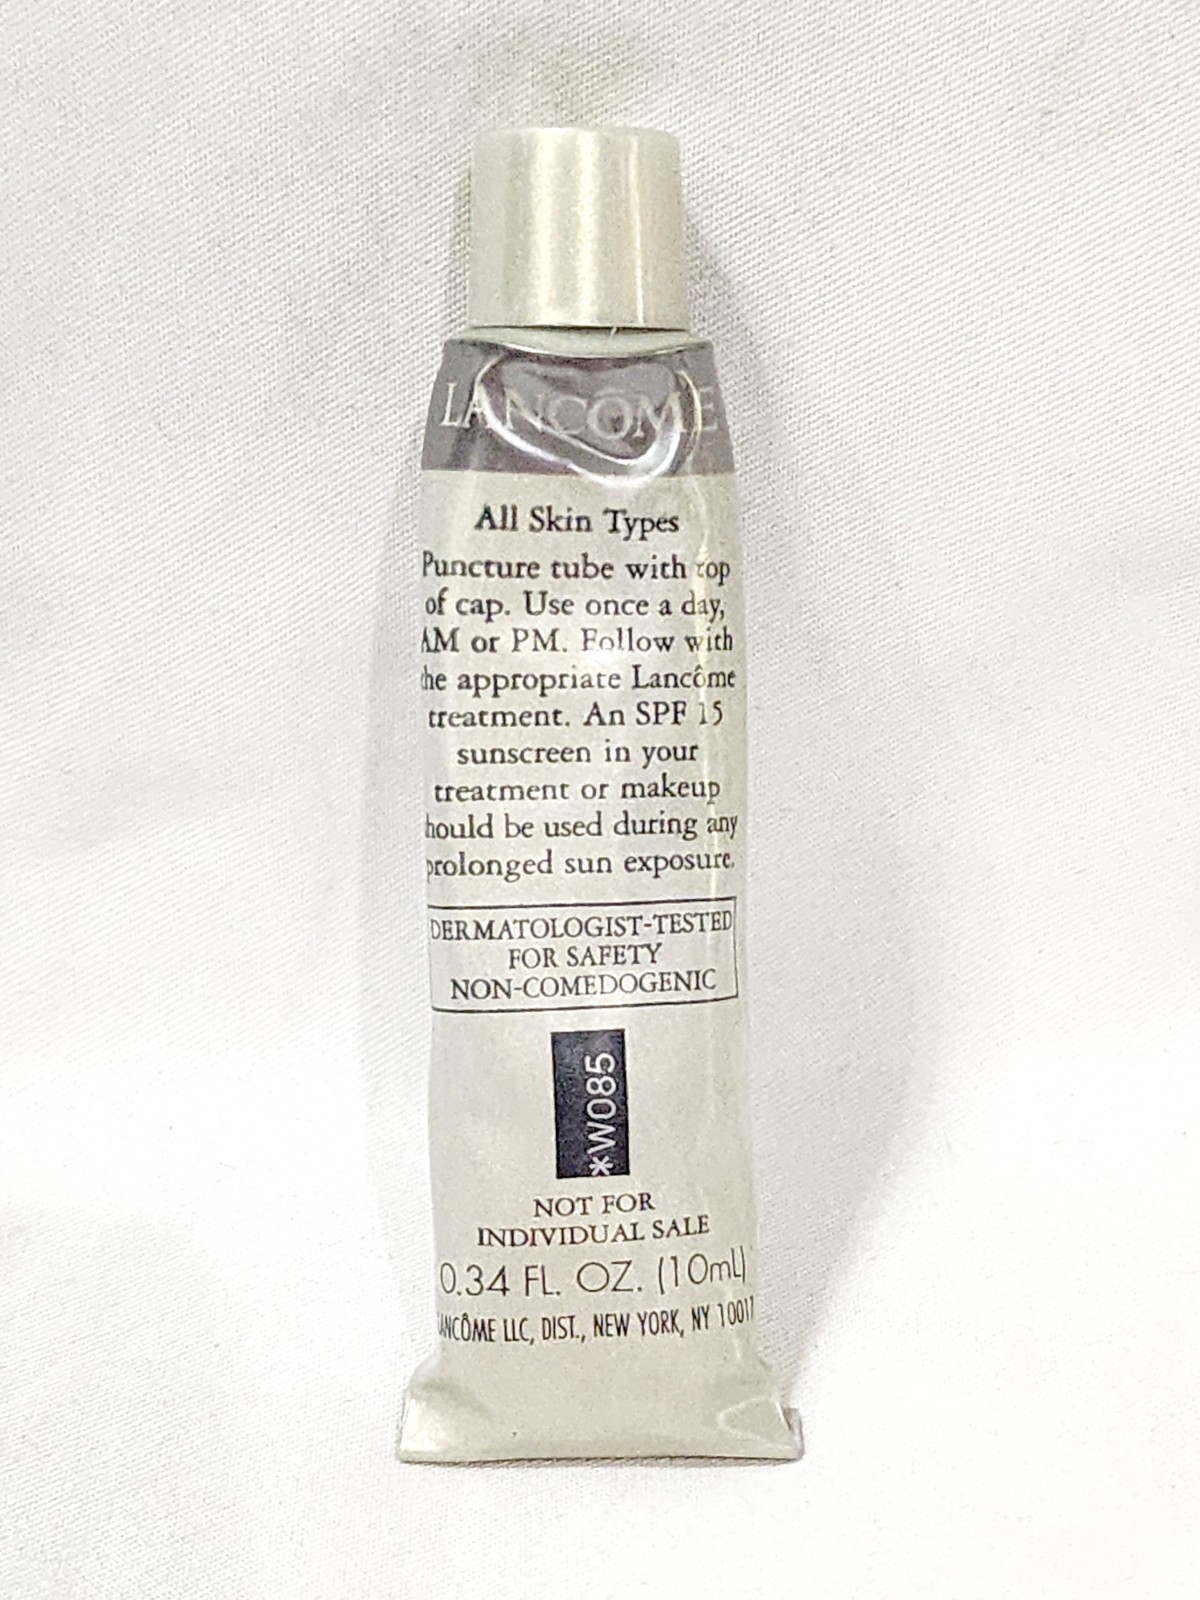 LANCÔME
All Skin Types
Puncture tube with top
of cap. Use once a day,
AM or PM. Follow with
the appropriate Lancôme
treatment. An SPF 15
sunscreen in your
treatment or makeup
should be used during any
prolonged sun exposure.
DERMATOLOGIST-TESTED
FOR SAFETY
NON-COMEDOGENIC
*W085
NOT FOR
INDIVIDUAL SALE
0.34 FL. OZ. (10mL)
LANCÔME LLC, DIST., NEW YORK, NY 10017